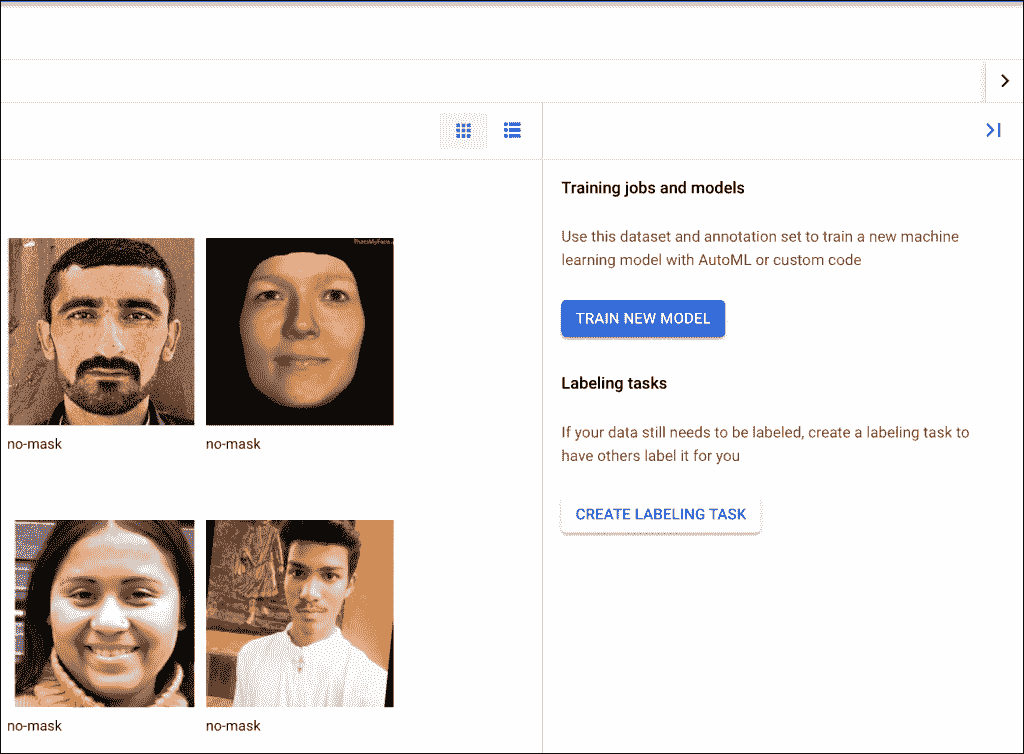 Training jobs and models
Use this dataset and annotation set to train a new machine
learning model with AutoML or custom code
TRAIN NEW MODEL
Labeling tasks
If your data still needs to be labeled, create a labeling task to
have others label it for you
CREATE LABELING TASK
no-mask
no-mask
no-mask
no-mask